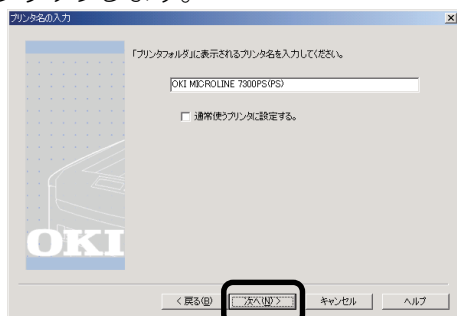 プリンタ名の入力
「プリンタフォルダ」に表示されるプリンタ名を入力してください。
OKI MICROLINE 7300PS(PS)
通常使うプリンタに設定する。
OKI
< 戻る(B)
次へ(N) >
キャンセル
ヘルプ